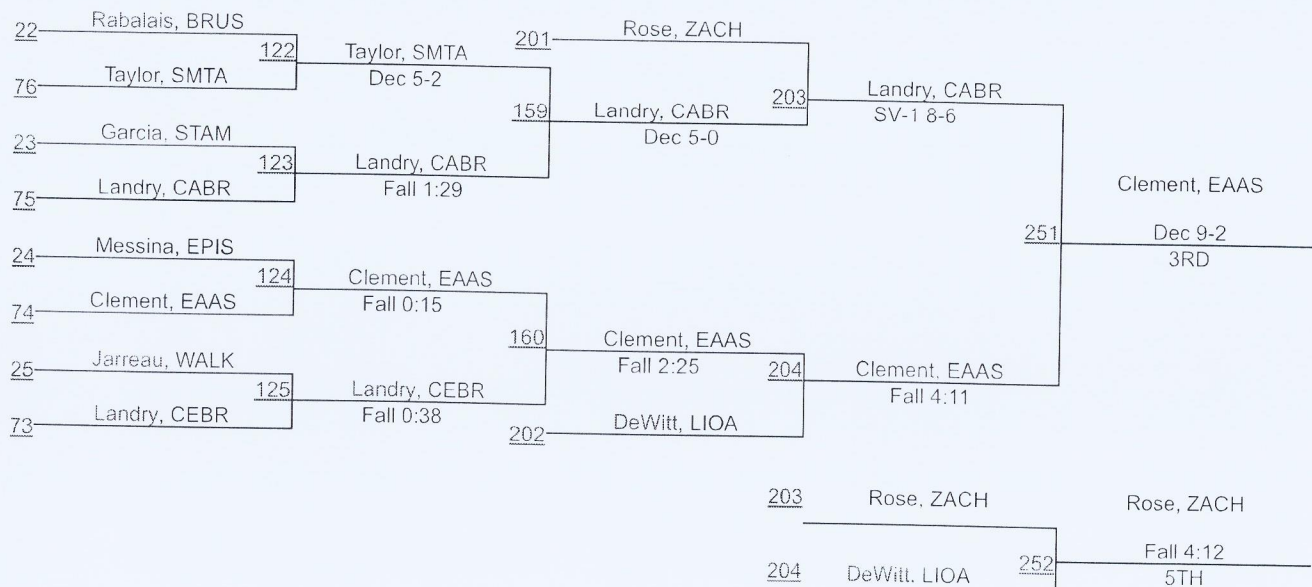 22 Rabalais, BRUS
122 Taylor, SMTA
Dec 5-2
76 Taylor, SMTA
23 Garcia, STAM
123 Landry, CABR
Fall 1:29
75 Landry, CABR
24 Messina, EPIS
124 Clement, EAAS
Fall 0:15
74 Clement, EAAS
25 Jarreau, WALK
125 Landry, CEBR
Fall 0:38
73 Landry, CEBR
201 Rose, ZACH
159 Landry, CABR
Dec 5-0
203 Landry, CABR
SV-1 8-6
160 Clement, EAAS
Fall 2:25
202 DeWitt, LIOA
204 Clement, EAAS
Fall 4:11
251 Clement, EAAS
Dec 9-2
3RD
203 Rose, ZACH
204 DeWitt, LIOA
252 Rose, ZACH
Fall 4:12
5TH